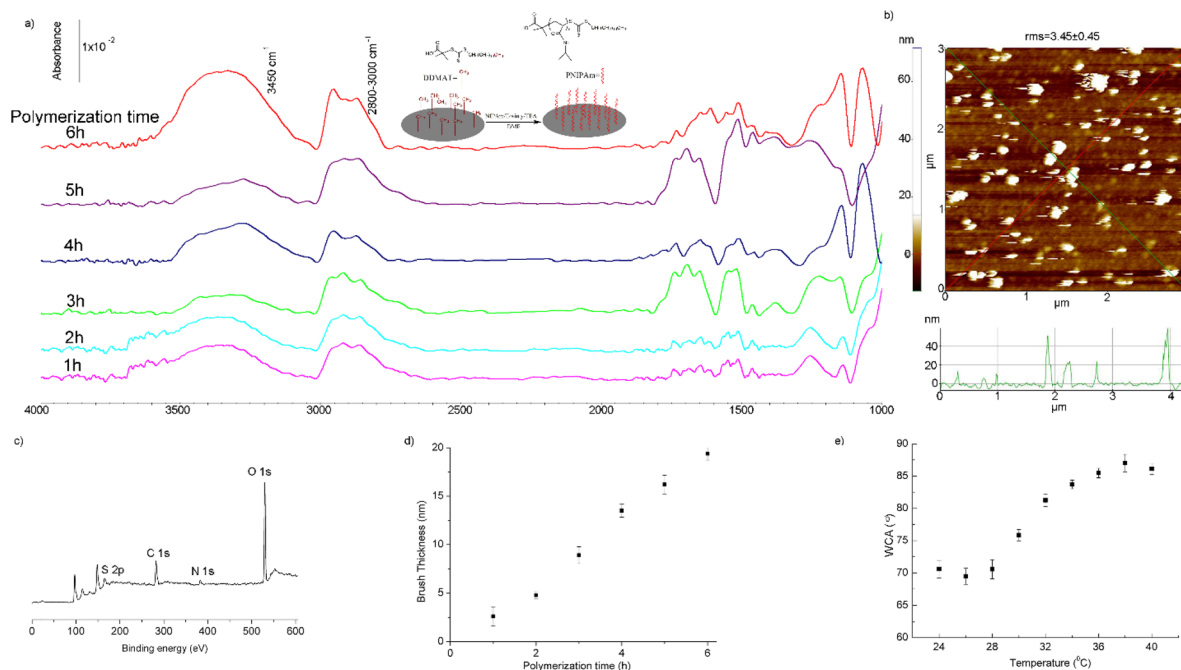 a)
Absorbance
1x10⁻²
3450 cm⁻¹
2800-3000 cm⁻¹
DDMAT=
PNIPAm=
DMF
Polymerization time
6h
5h
4h
3h
2h
1h
4000 3500 3000 2500 2000 1500 1000
b)
rms=3.45±0.45
nm
60
40
20
0
3
2
1
0
µm
0 1 2
µm
nm
40
20
0
0 1 2 3 4
µm
c)
O 1s
C 1s
S 2p
N 1s
0 100 200 300 400 500 600
Binding energy (eV)
d)
Brush Thickness (nm)
20
15
10
5
0
0 2 4 6
Polymerization time (h)
e)
WCA (°)
90
85
80
75
70
65
60
24 28 32 36 40
Temperature (⁰C)